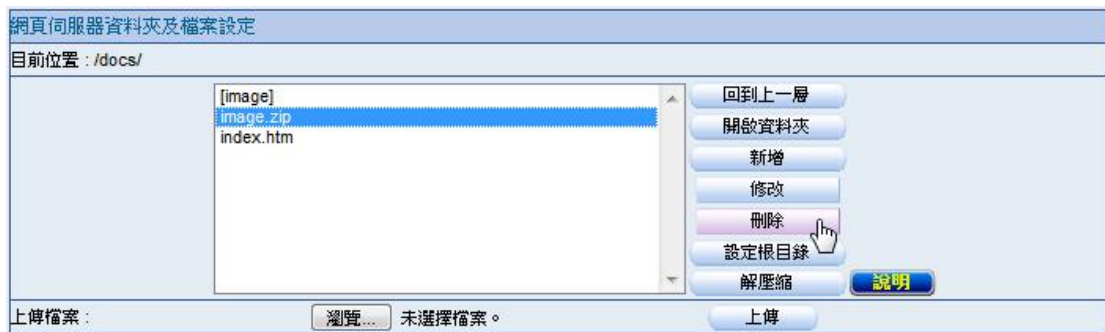 網頁伺服器資料夾及檔案設定
目前位置：/docs/
[image]
image.zip
index.htm
回到上一層
開啟資料夾
新增
修改
刪除
設定根目錄
解壓縮
說明
上傳檔案：
瀏覽... 未選擇檔案。
上傳